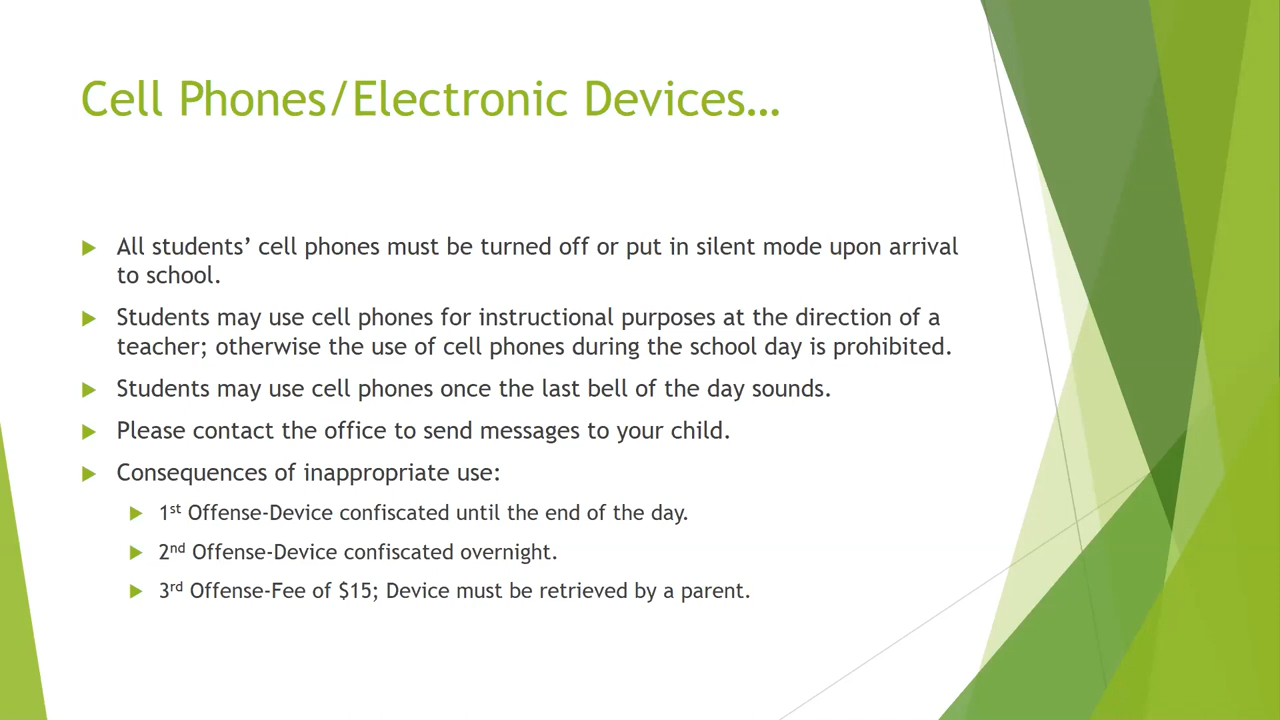 Cell Phones/Electronic Devices…
All students’ cell phones must be turned off or put in silent mode upon arrival
to school.
Students may use cell phones for instructional purposes at the direction of a
teacher; otherwise the use of cell phones during the school day is prohibited.
Students may use cell phones once the last bell of the day sounds.
Please contact the office to send messages to your child.
Consequences of inappropriate use:
1st Offense-Device confiscated until the end of the day.
2nd Offense-Device confiscated overnight.
3rd Offense-Fee of $15; Device must be retrieved by a parent.